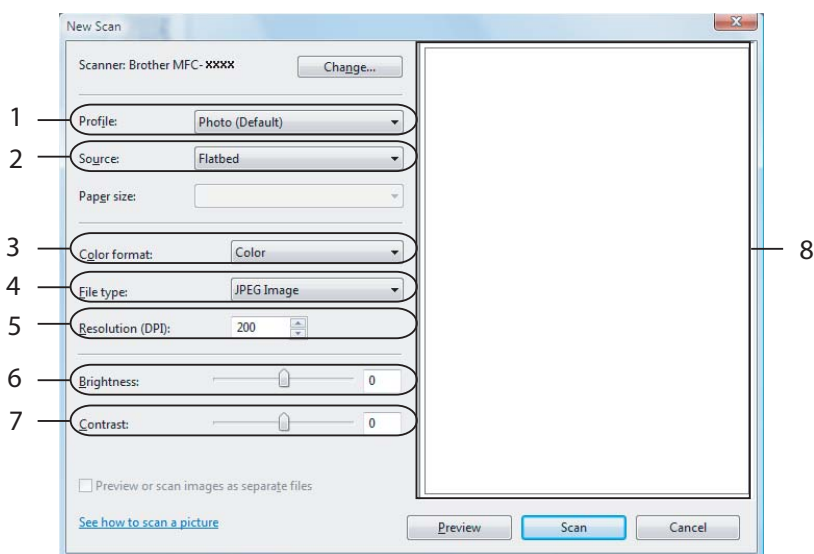 New Scan
Scanner: Brother MFC-XXXX Change...
1 Profile: Photo (Default)
2 Source: Flatbed
Paper size:
3 Color format: Color 8
4 File type: JPEG Image
5 Resolution (DPI): 200
6 Brightness: 0
7 Contrast: 0
Preview or scan images as separate files
See how to scan a picture Preview Scan Cancel